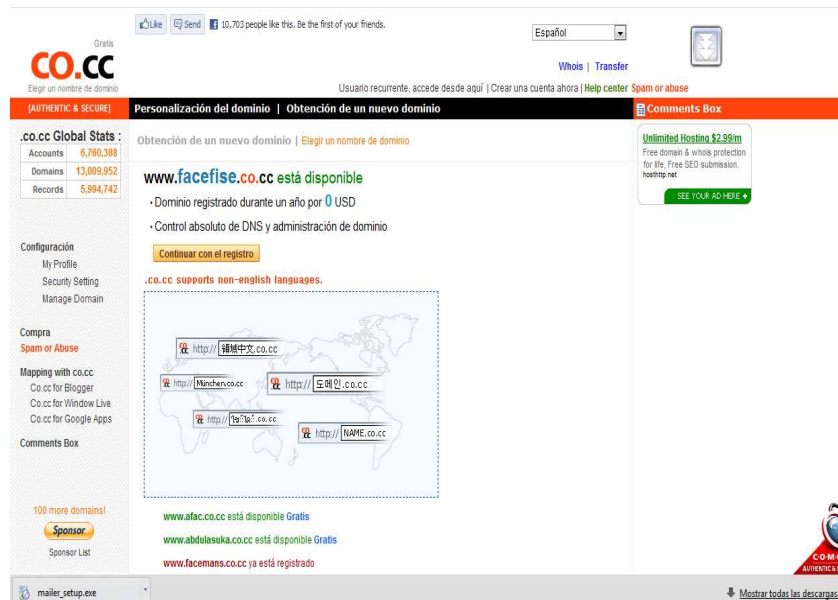 Like Send 10,703 people like this. Be the first of your friends.
Español
Gratis
CO.CC
Elegir un nombre de dominio
Whois | Transfer
Usuario recurrente, accede desde aquí | Crear una cuenta ahora | Help center Spam or abuse
[AUTHENTIC & SECURE]
Personalización del dominio | Obtención de un nuevo dominio
Comments Box
.co.cc Global Stats :
Accounts 6,760,388
Domains 13,009,952
Records 5,994,742
Configuración
My Profile
Security Setting
Manage Domain
Compra
Spam or Abuse
Mapping with co.cc
Co.cc for Blogger
Co.cc for Window Live
Co.cc for Google Apps
Comments Box
100 more domains!
Sponsor
Sponsor List
Obtención de un nuevo dominio | Elegir un nombre de dominio
www.facefise.co.cc está disponible
· Dominio registrado durante un año por 0 USD
· Control absoluto de DNS y administración de dominio
Continuar con el registro
.co.cc supports non-english languages.
http:// 領域中文.co.cc
http:// München.co.cc
http:// 도메인.co.cc
http:// .co.cc
http:// NAME.co.cc
www.afac.co.cc está disponible Gratis
www.abdulasuka.co.cc está disponible Gratis
www.facemans.co.cc ya está registrado
Unlimited Hosting $2.99/m
Free domain & whois protection
for life, Free SEO submission.
hosthttp.net
SEE YOUR AD HERE
mailer_setup.exe
Mostrar todas las descargas